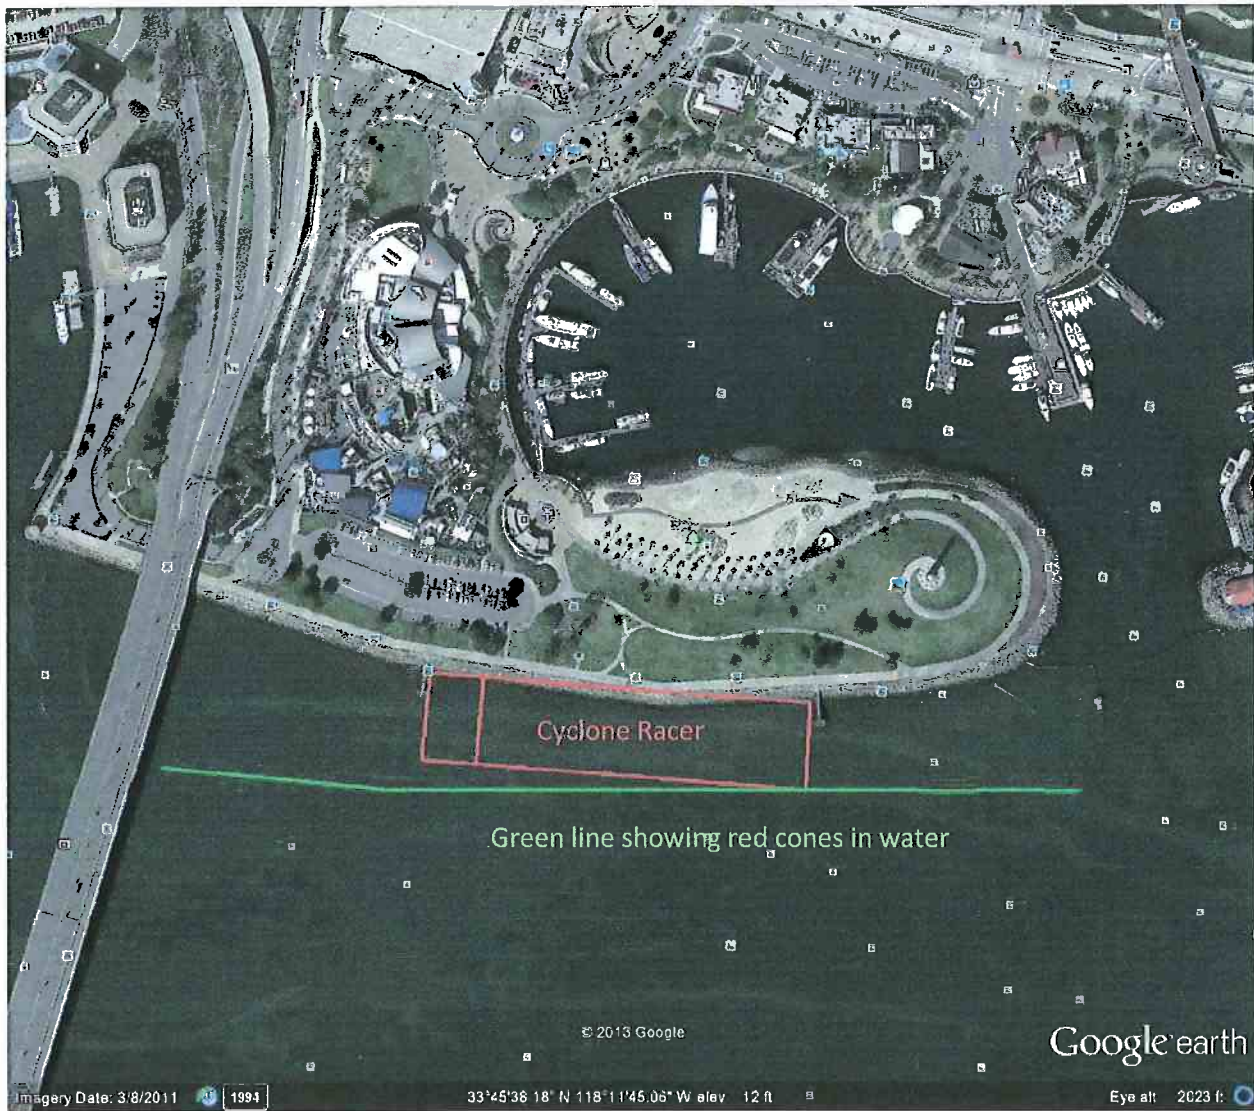 Cyclone Racer
Green line showing red cones in water
© 2013 Google
Google earth
Imagery Date: 3/8/2011
1994
33°45'38.18" N 118°11'45.06" W elev 12 ft
Eye alt 2023 ft